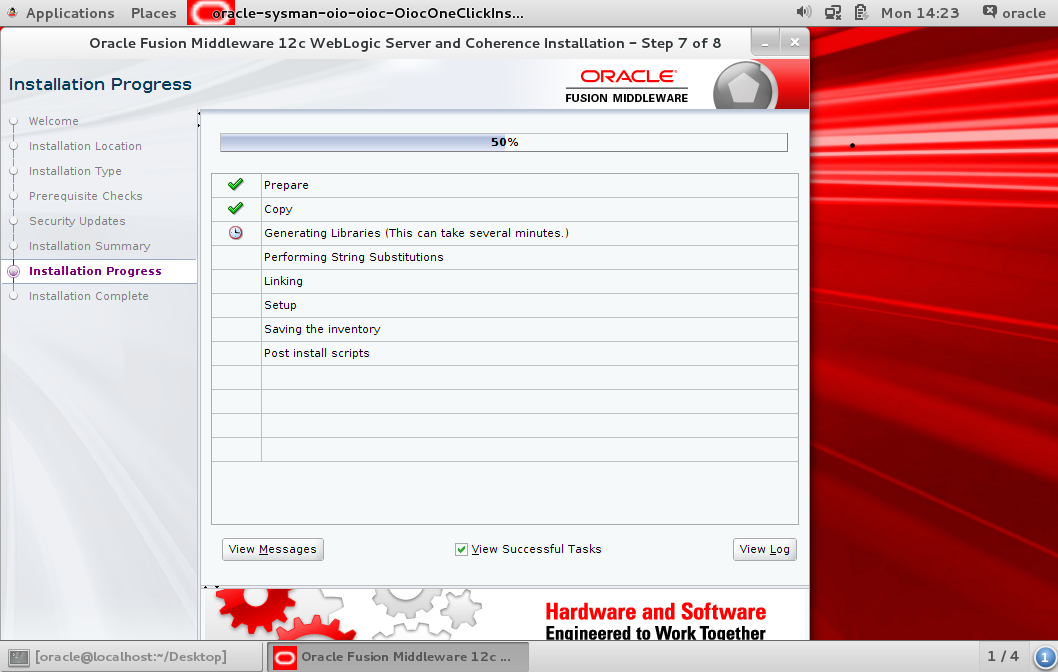 Applications Places oracle-sysman-oio-oioc-OiocOneClickIns... Mon 14:23 oracle
Oracle Fusion Middleware 12c WebLogic Server and Coherence Installation - Step 7 of 8
Installation Progress
ORACLE
FUSION MIDDLEWARE
Welcome
Installation Location
Installation Type
Prerequisite Checks
Security Updates
Installation Summary
Installation Progress
Installation Complete
50%
Prepare
Copy
Generating Libraries (This can take several minutes.)
Performing String Substitutions
Linking
Setup
Saving the inventory
Post install scripts
View Messages
View Successful Tasks
View Log
Hardware and Software
Engineered to Work Together
[oracle@localhost:~/Desktop] Oracle Fusion Middleware 12c ... 1 / 4 1